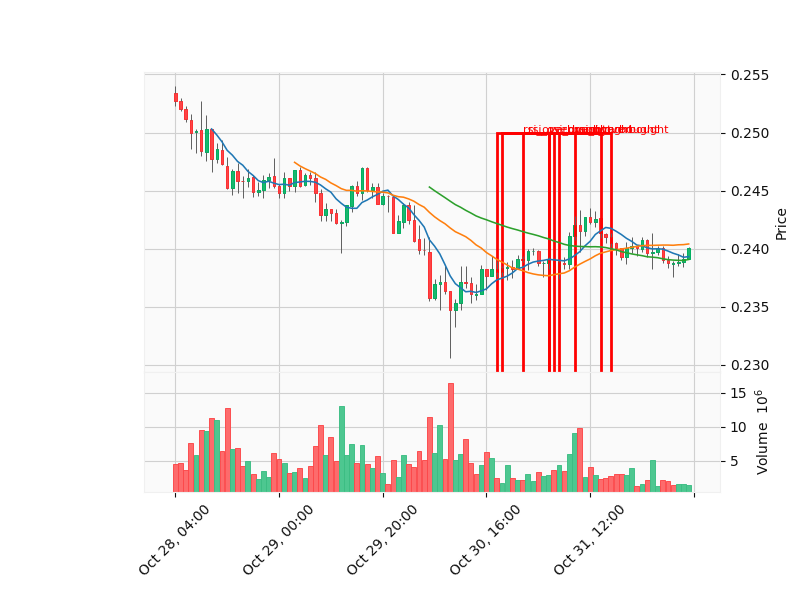 0.255
0.250
0.245
0.240
0.235
0.230
Price
15
10
5
Volume 10^6
Oct 28, 04:00
Oct 29, 00:00
Oct 29, 20:00
Oct 30, 16:00
Oct 31, 12:00